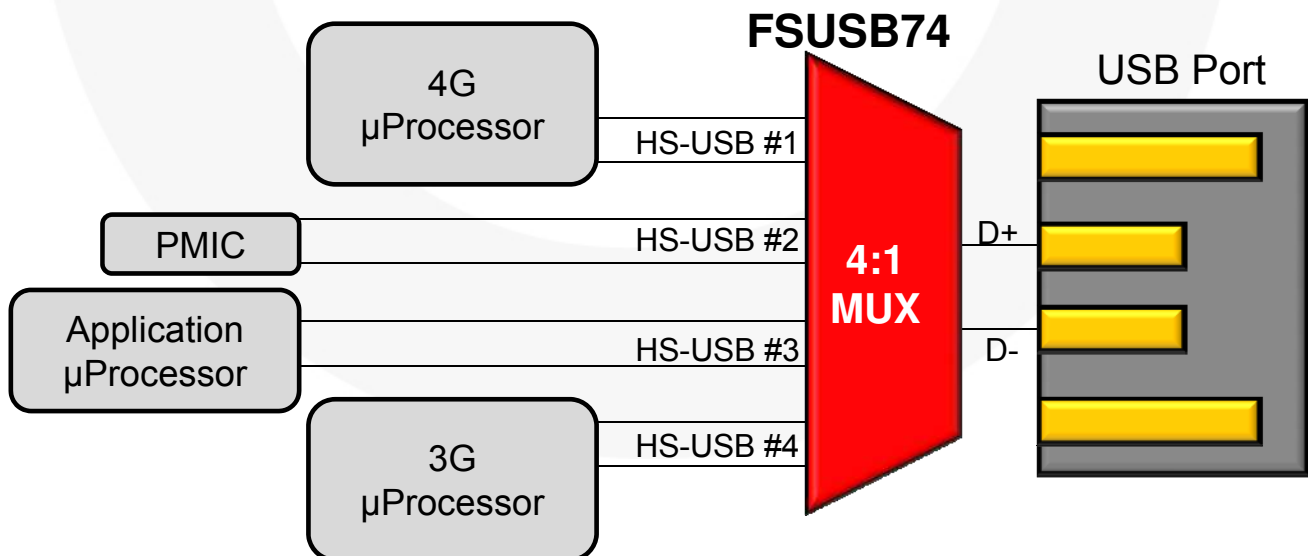 FSUSB74
USB Port
4G
µProcessor
HS-USB #1
PMIC
HS-USB #2
D+
4:1
MUX
Application
µProcessor
HS-USB #3
D-
3G
µProcessor
HS-USB #4